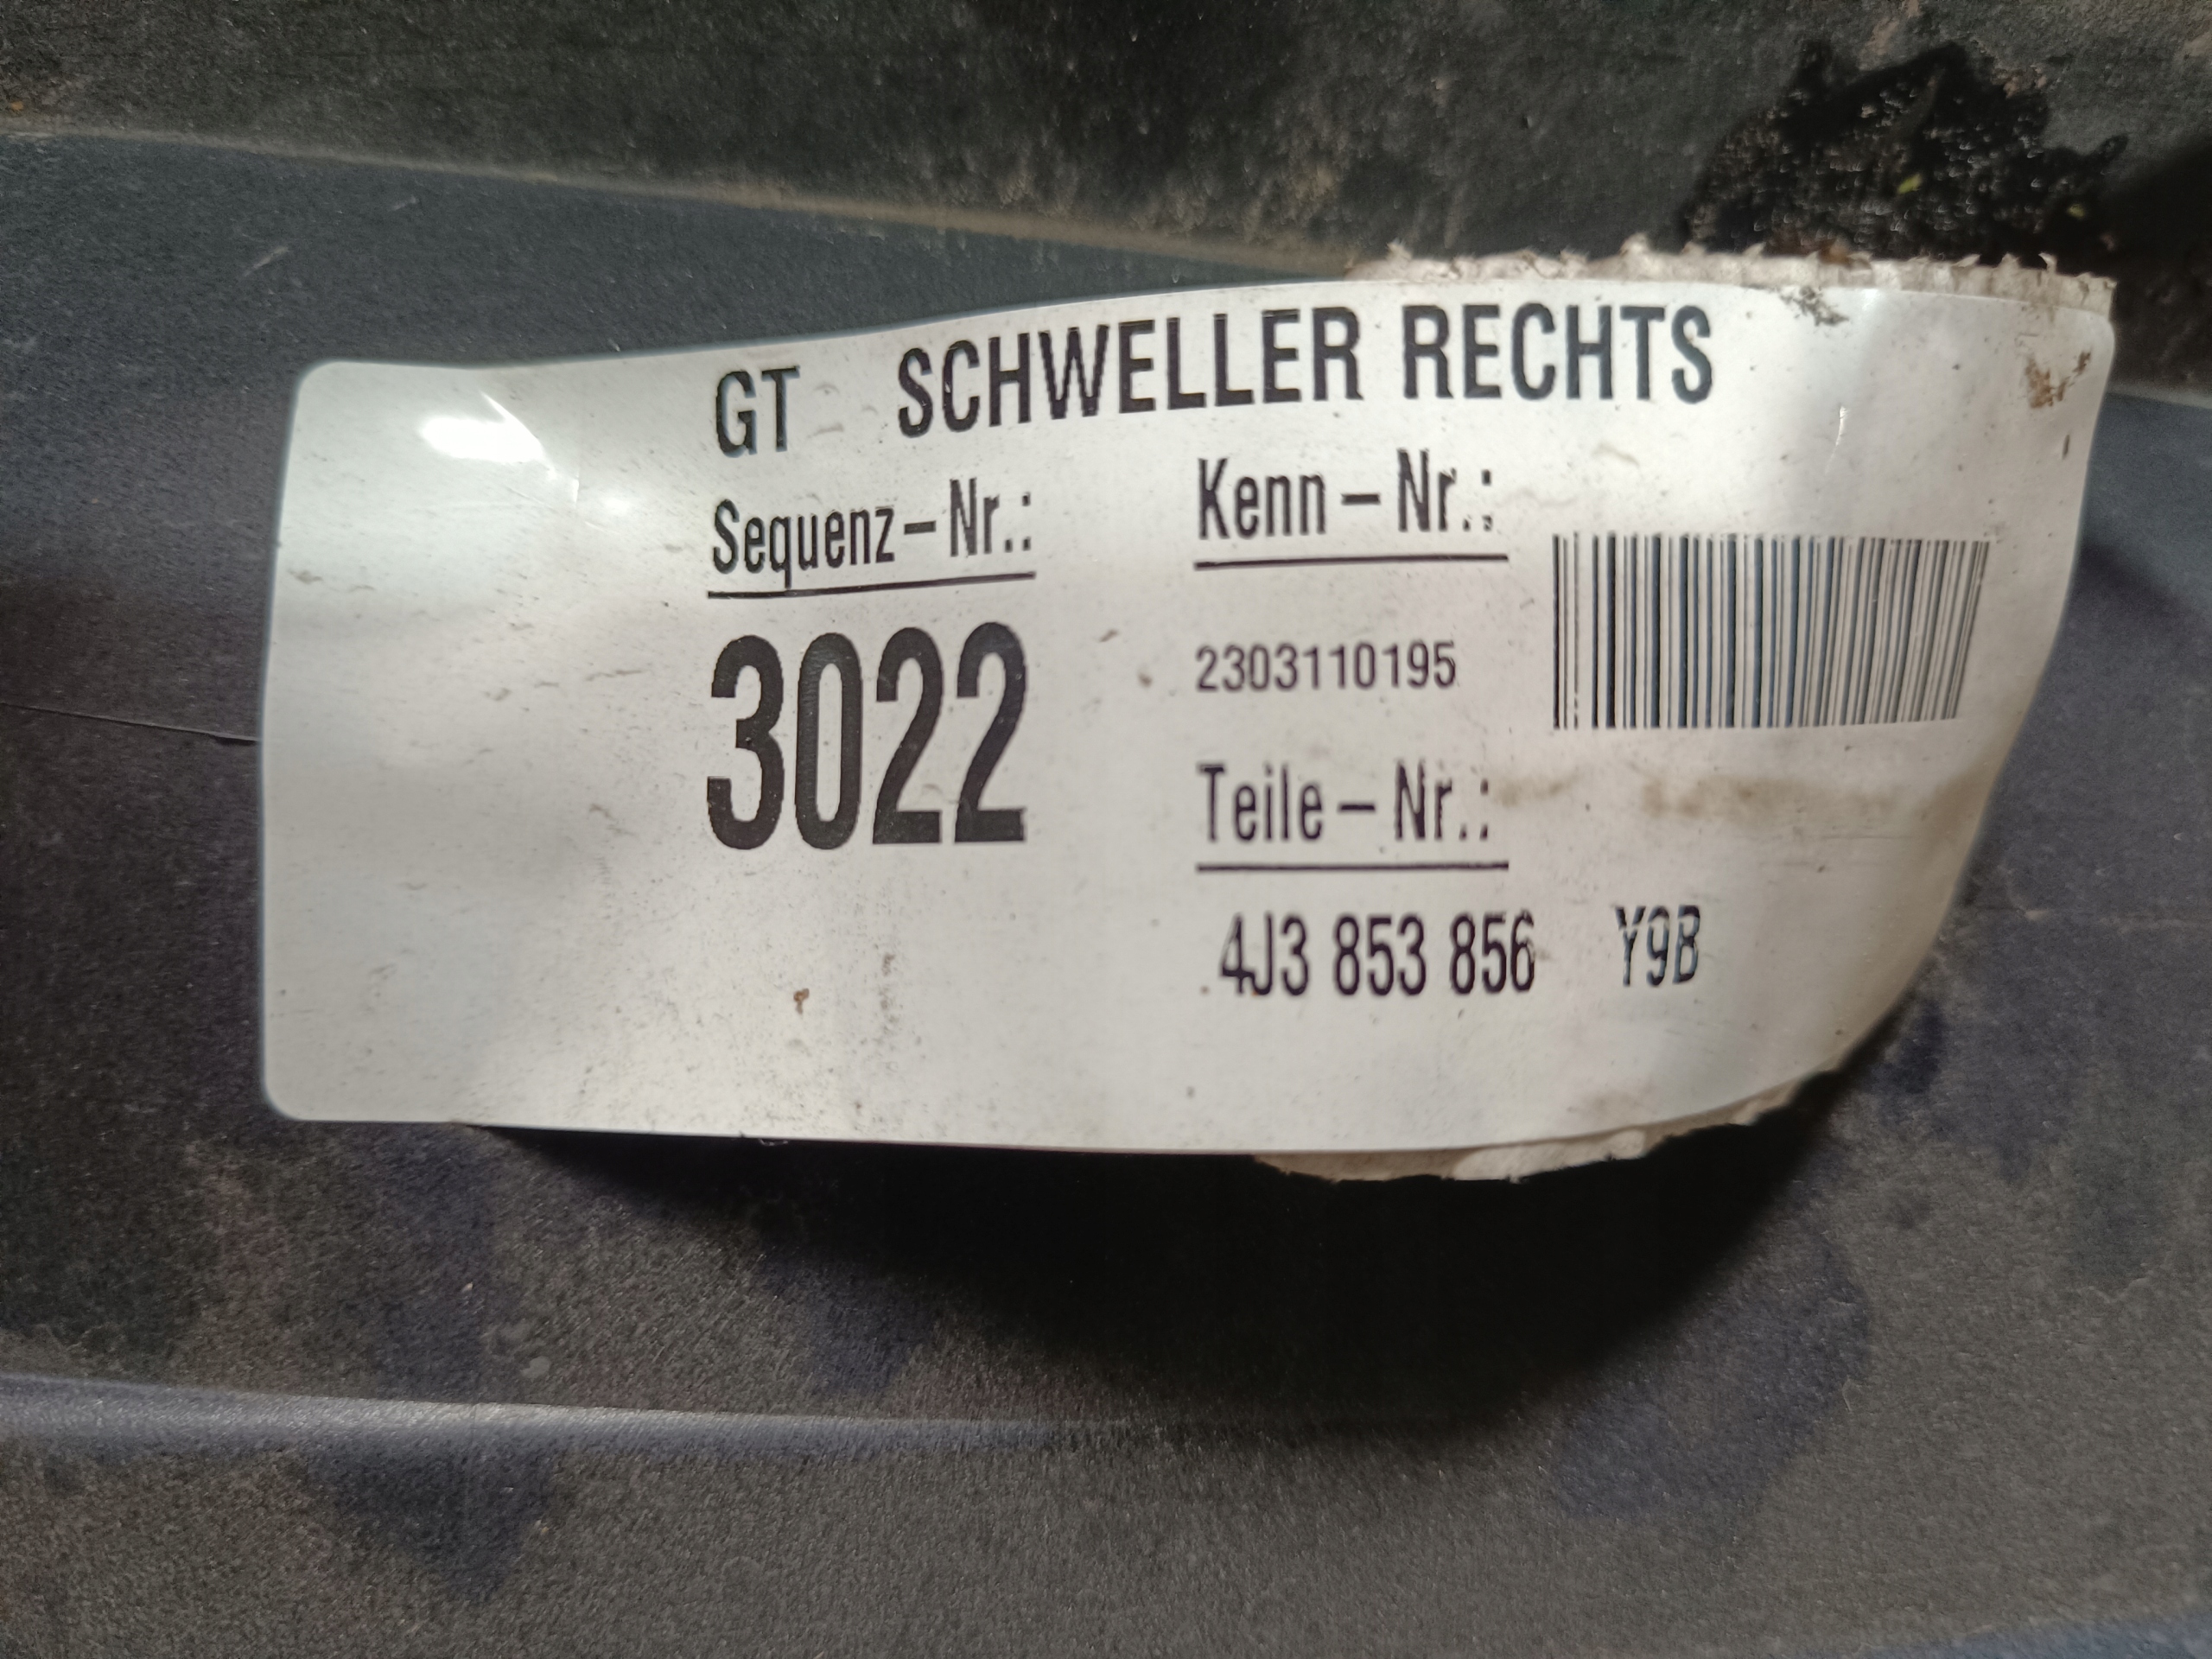 GT SCHWELLER RECHTS
Sequenz-Nr.: Kenn-Nr.:
3022 2303110195
Teile-Nr.:
4J3 853 856 Y9B